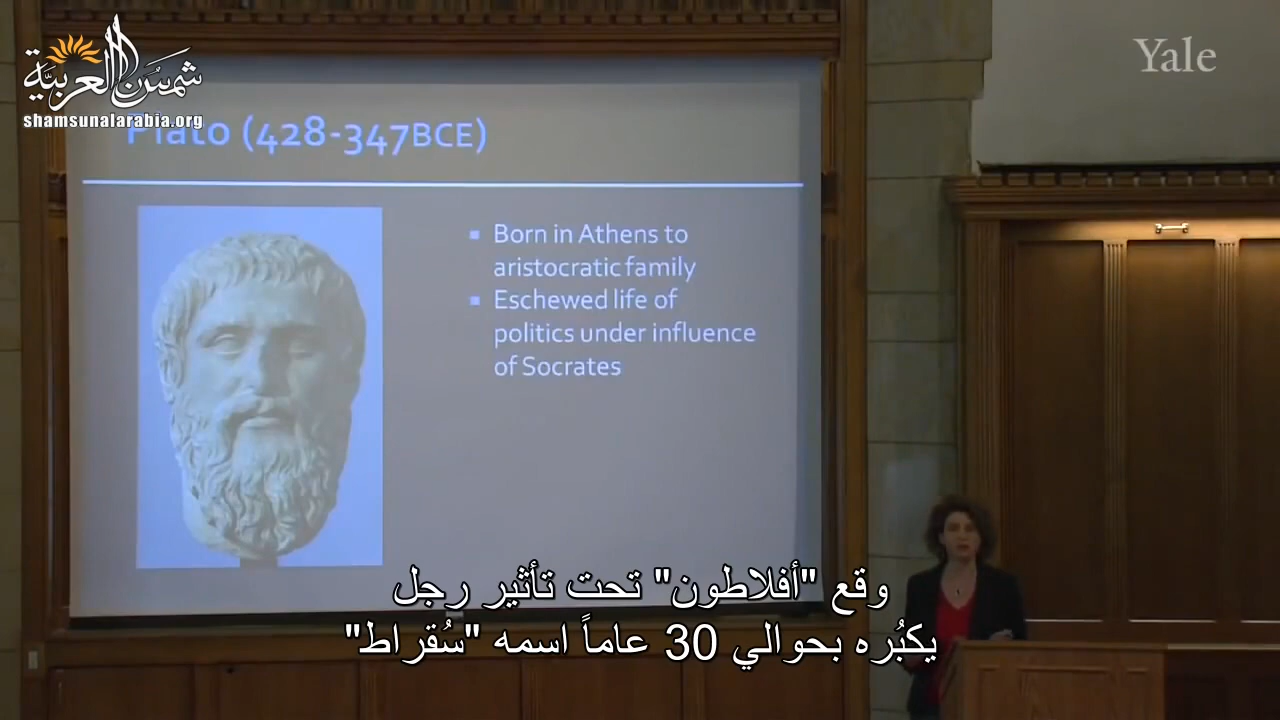 شمس العربية
shamsunalarabia.org
Yale
Plato (428-347BCE)
▪ Born in Athens to
aristocratic family
▪ Eschewed life of
politics under influence
of Socrates
وقع "أفلاطون" تحت تأثير رجل
يكبُره بحوالي 30 عاماً اسمه "سُقراط"